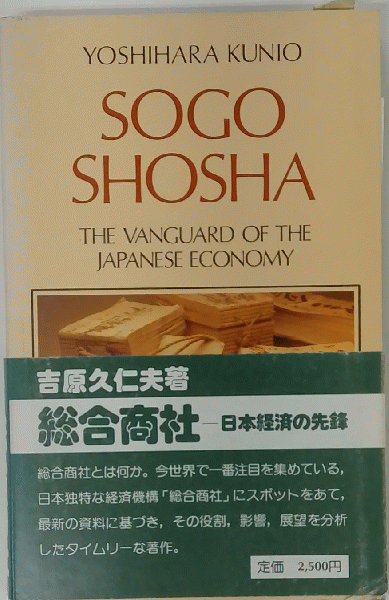 YOSHIHARA KUNIO
SOGO
SHOSHA
THE VANGUARD OF THE
JAPANESE ECONOMY
吉原久仁夫著
総合商社—日本経済の先鋒
総合商社とは何か。今世界で一番注目を集めている,
日本独特な経済機構「総合商社」にスポットをあて,
最新の資料に基づき, その役割, 影響, 展望を分析
したタイムリーな著作。
定価 2,500円